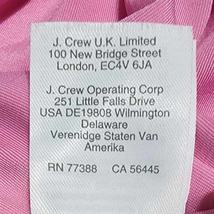 J. Crew U.K. Limited
100 New Bridge Street
London, EC4V 6JA
J. Crew Operating Corp
251 Little Falls Drive
USA DE19808 Wilmington
Delaware
Verenidge Staten Van
Amerika
RN 77388 CA 56445